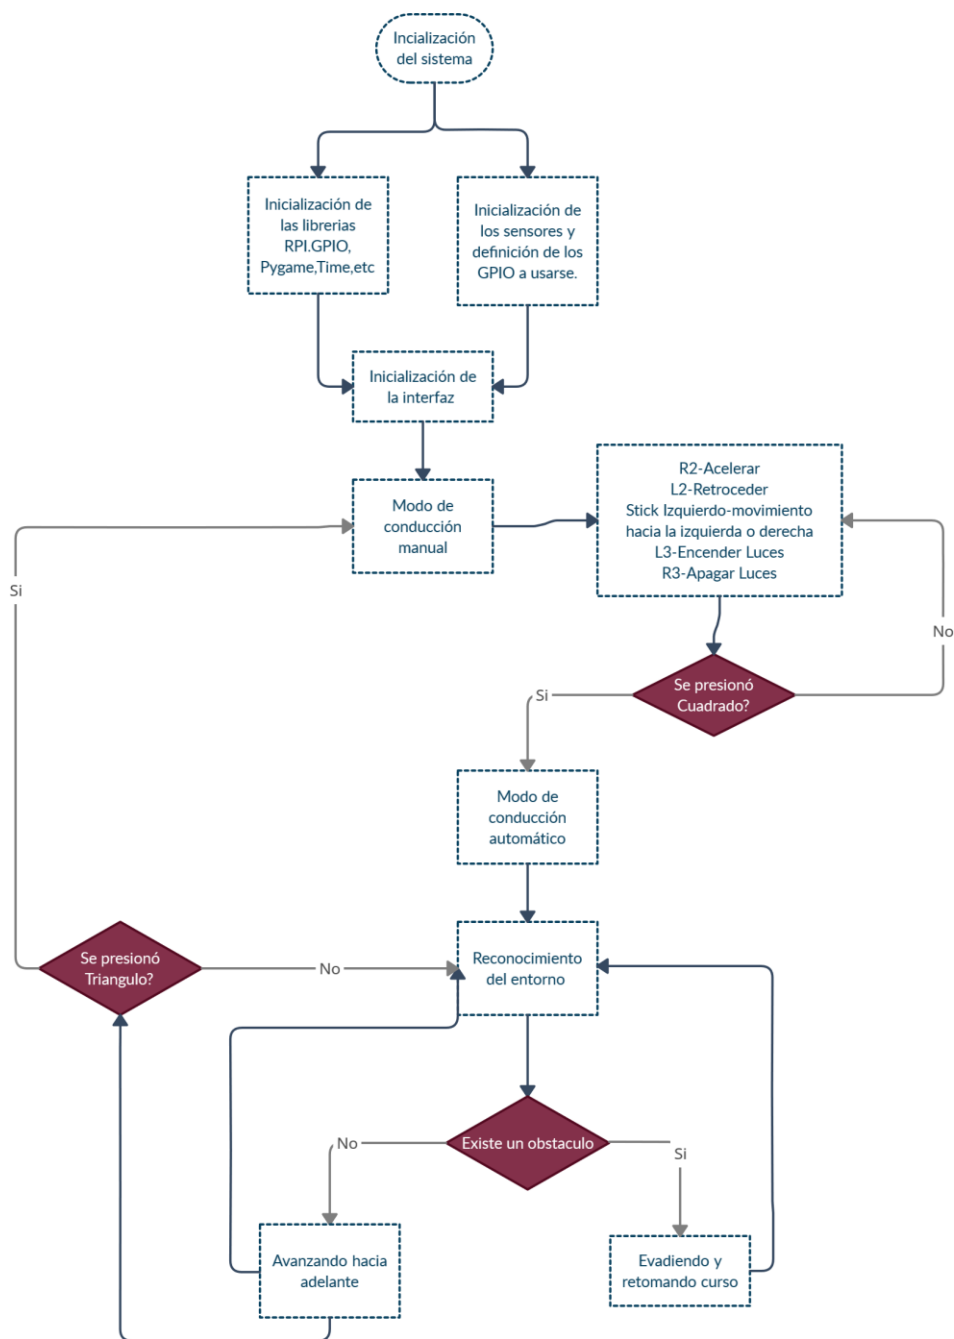 Incialización
del sistema
Inicialización de
las librerias
RPI.GPIO,
Pygame,Time,etc
Inicialización de
los sensores y
definición de los
GPIO a usarse.
Inicialización de
la interfaz
Modo de
conducción
manual
R2-Acelerar
L2-Retroceder
Stick Izquierdo-movimiento
hacia la izquierda o derecha
L3-Encender Luces
R3-Apagar Luces
Si
No
Se presionó
Cuadrado?
Si
Modo de
conducción
automático
Se presionó
Triangulo?
No
Reconocimiento
del entorno
No
Existe un obstaculo
Si
Avanzando hacia
adelante
Evadiendo y
retomando curso